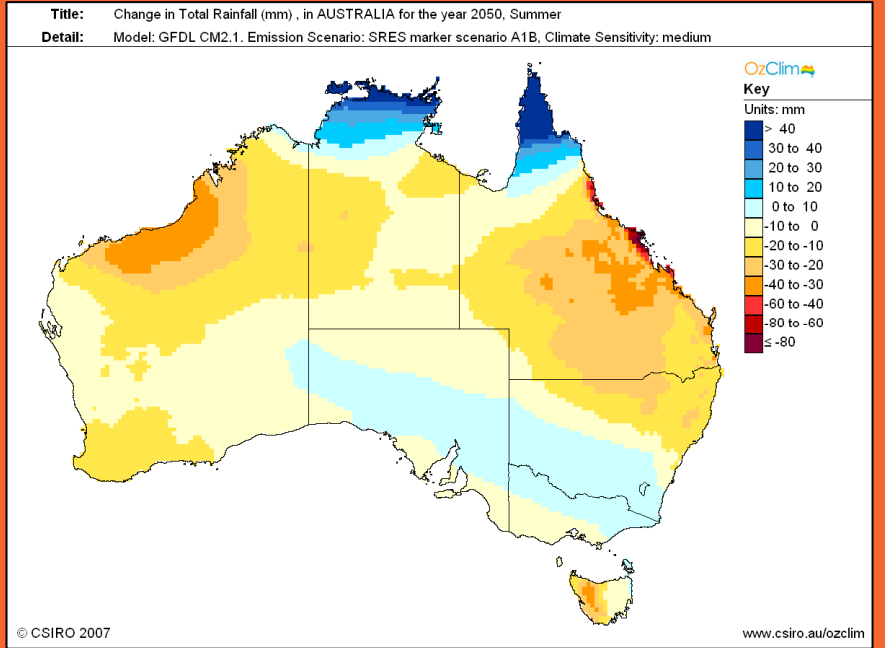 Title: Change in Total Rainfall (mm) , in AUSTRALIA for the year 2050, Summer
Detail: Model: GFDL CM2.1. Emission Scenario: SRES marker scenario A1B, Climate Sensitivity: medium
OzClim
Key
Units: mm
> 40
30 to 40
20 to 30
10 to 20
0 to 10
-10 to 0
-20 to -10
-30 to -20
-40 to -30
-60 to -40
-80 to -60
≤ -80
© CSIRO 2007
www.csiro.au/ozclim